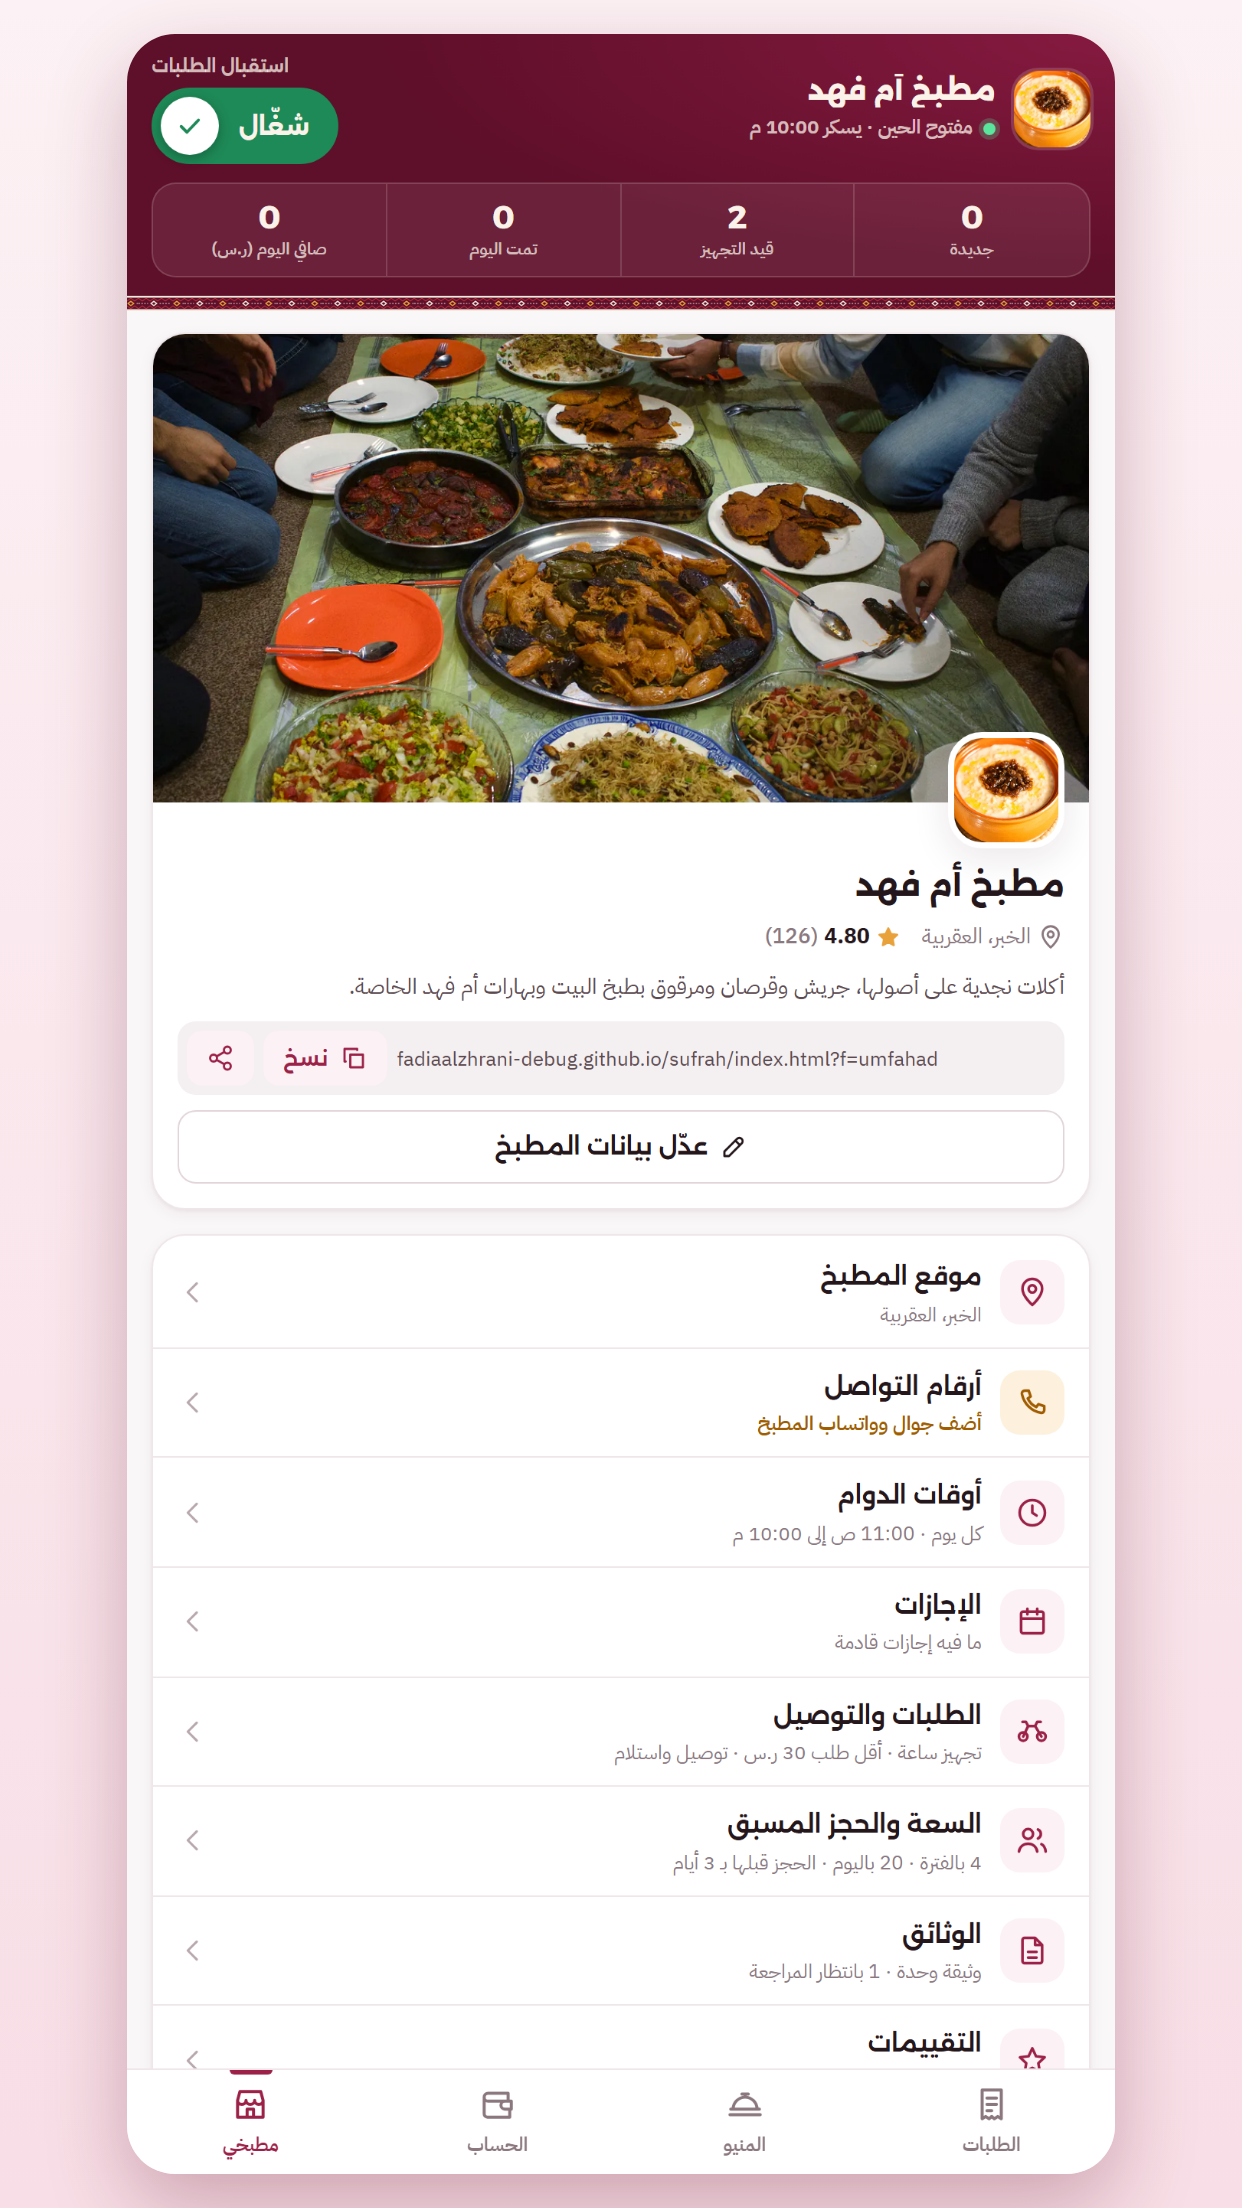 مطبخ أم فهد
مفتوح الحين · يسكر 10:00 م
استقبال الطلبات
شغّال
0
جديدة
2
قيد التجهيز
0
تمت اليوم
0
صافي اليوم (ر.س)
مطبخ أم فهد
الخبر، العقربية 4.80 (126)
أكلات نجدية على أصولها، جريش وقرصان ومرقوق بطبخ البيت وبهارات أم فهد الخاصة.
fadiaalzhrani-debug.github.io/sufrah/index.html?f=umfahad نسخ
عدّل بيانات المطبخ
موقع المطبخ
الخبر، العقربية
أرقام التواصل
أضف جوال وواتساب المطبخ
أوقات الدوام
كل يوم · 11:00 ص إلى 10:00 م
الإجازات
ما فيه إجازات قادمة
الطلبات والتوصيل
تجهيز ساعة · أقل طلب 30 ر.س · توصيل واستلام
السعة والحجز المسبق
4 بالفترة · 20 باليوم · الحجز قبلها بـ 3 أيام
الوثائق
وثيقة وحدة · 1 بانتظار المراجعة
التقييمات
الطلبات
المنيو
الحساب
مطبخي